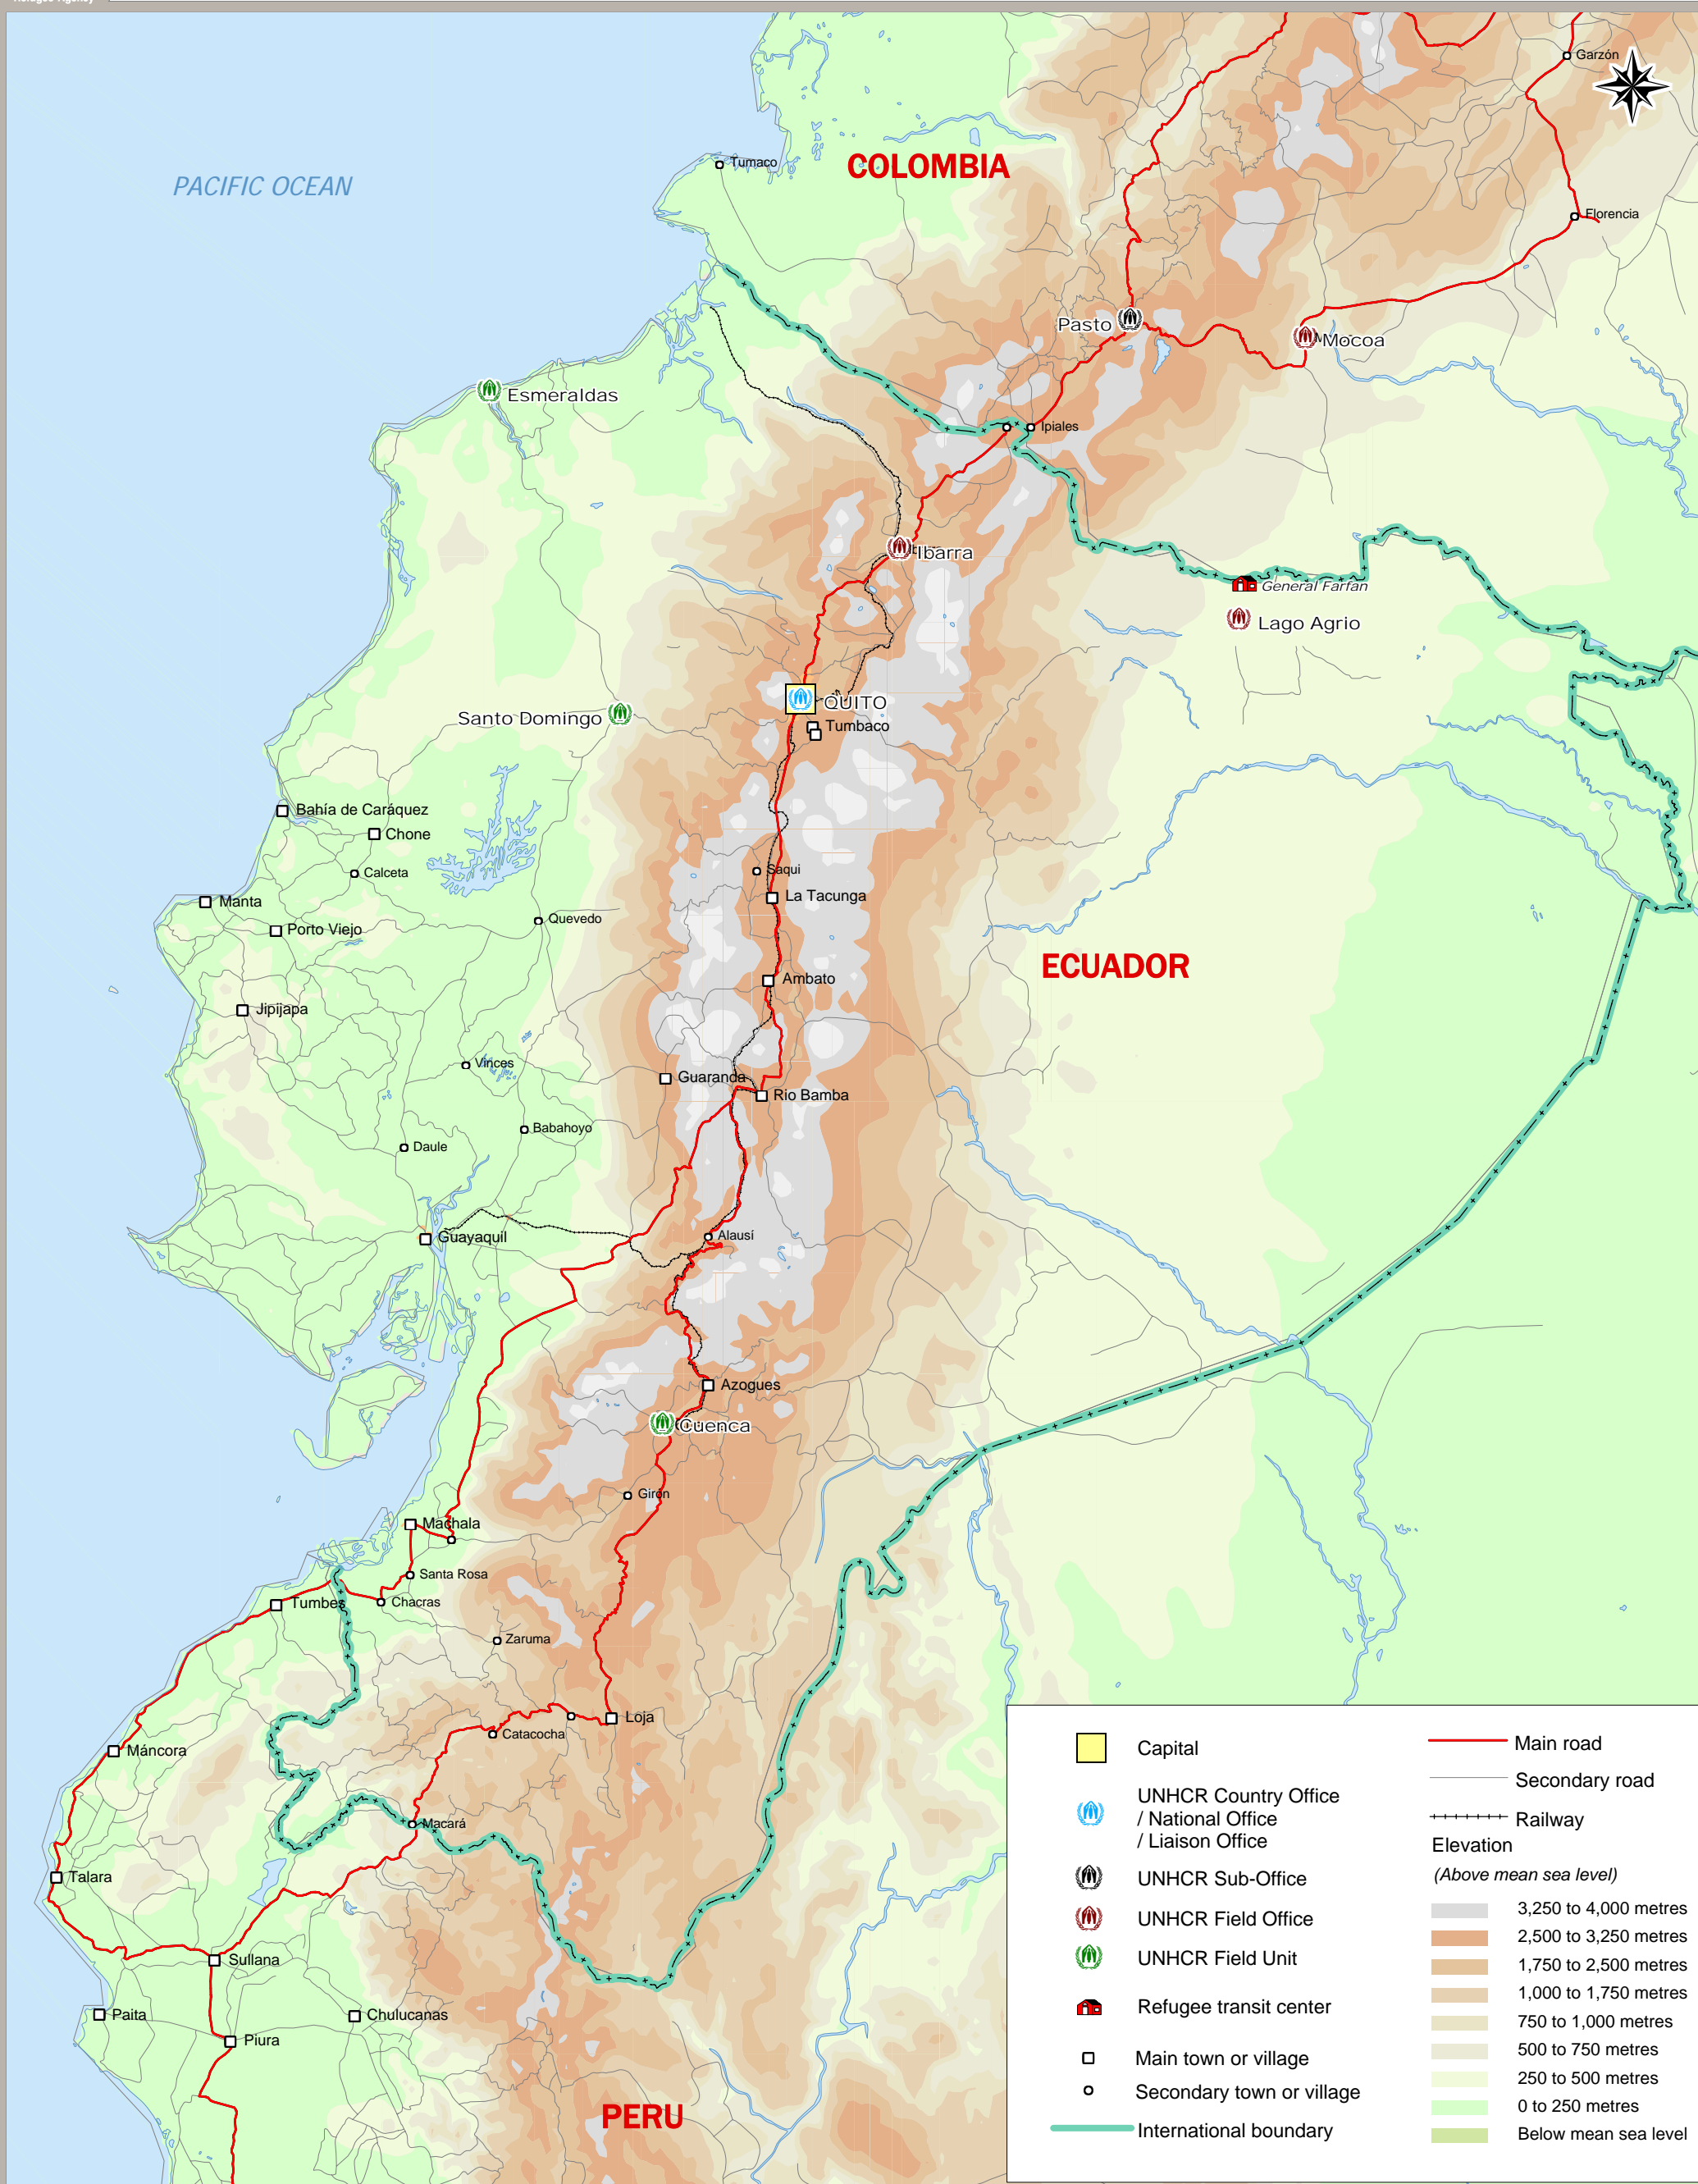 Refugee Agency
Garzón
Tumaco
COLOMBIA
PACIFIC OCEAN
Florencia
Pasto
Mocoa
Esmeraldas
Ipiales
Ibarra
General Farfan
Lago Agrio
QUITO
Santo Domingo
Tumbaco
Bahía de Caráquez
Chone
Saqui
Calceta
La Tacunga
Manta
Quevedo
Porto Viejo
ECUADOR
Ambato
Jipijapa
Vinces
Guaranda
Rio Bamba
Babahoyo
Daule
Alausí
Guayaquil
Azogues
Cuenca
Girón
Machala
Santa Rosa
Chacras
Tumbes
Zaruma
Loja
Catacocha
Máncora
Macará
Talara
Sullana
Paita
Chulucanas
Piura
PERU
Capital
UNHCR Country Office
/ National Office
/ Liaison Office
UNHCR Sub-Office
UNHCR Field Office
UNHCR Field Unit
Refugee transit center
Main town or village
Secondary town or village
International boundary
Main road
Secondary road
Railway
Elevation
(Above mean sea level)
3,250 to 4,000 metres
2,500 to 3,250 metres
1,750 to 2,500 metres
1,000 to 1,750 metres
750 to 1,000 metres
500 to 750 metres
250 to 500 metres
0 to 250 metres
Below mean sea level